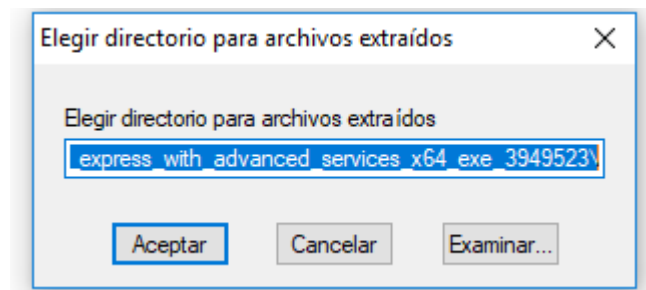 Elegir directorio para archivos extraídos
Elegir directorio para archivos extraídos
_express_with_advanced_services_x64_exe_3949523\
Aceptar Cancelar Examinar...